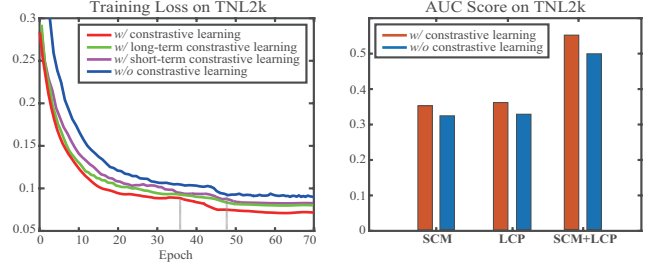 Training Loss on TNL2k
0.3
0.25
0.2
0.15
0.1
0.05
w/ constrastive learning
w/ long-term constrastive learning
w/ short-term constrastive learning
w/o constrastive learning
0 10 20 30 40 50 60 70
Epoch
AUC Score on TNL2k
0.5
0.4
0.3
0.2
0.1
0
w/ constrastive learning
w/o constrastive learning
SCM LCP SCM+LCP